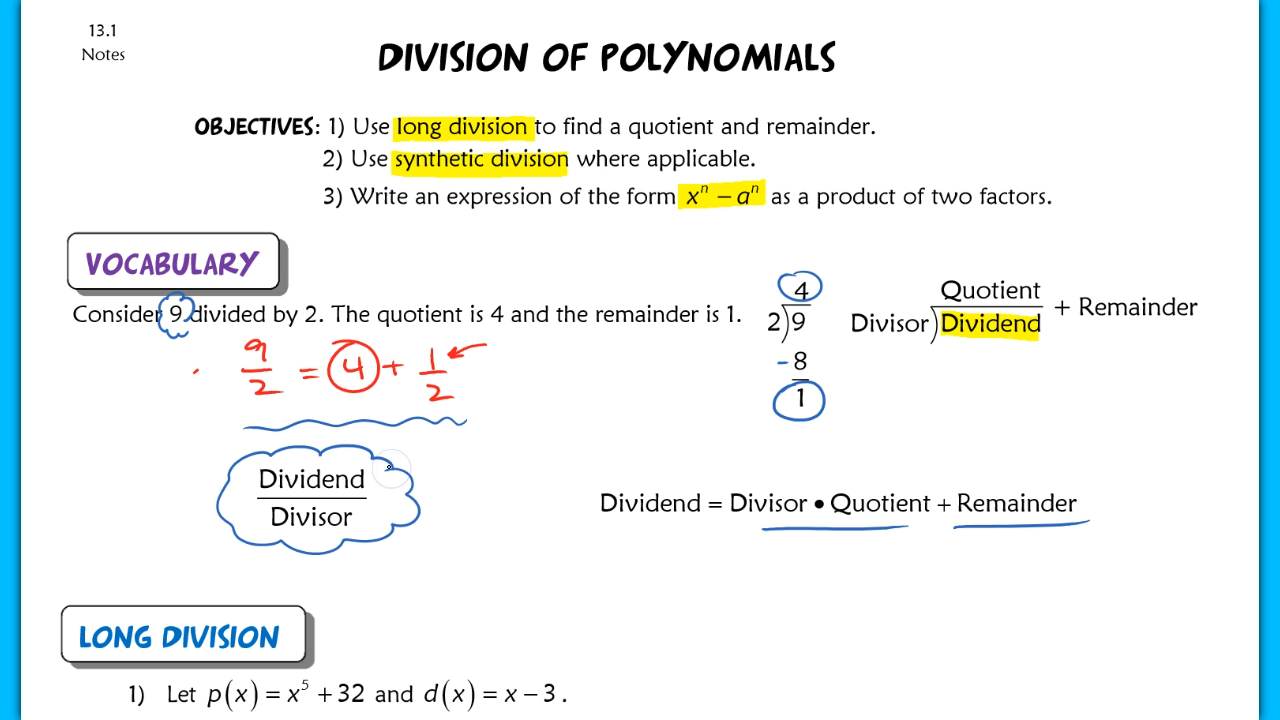 13.1
Notes
DIVISION OF POLYNOMIALS
OBJECTIVES: 1) Use long division to find a quotient and remainder.
2) Use synthetic division where applicable.
3) Write an expression of the form xⁿ − aⁿ as a product of two factors.
VOCABULARY
Consider 9 divided by 2. The quotient is 4 and the remainder is 1.
9/2 = 4 + 1/2
4
2)9
-8
1
Quotient
Divisor)Dividend + Remainder
Dividend
Divisor
Dividend = Divisor • Quotient + Remainder
LONG DIVISION
1) Let p(x) = x⁵ + 32 and d(x) = x − 3.